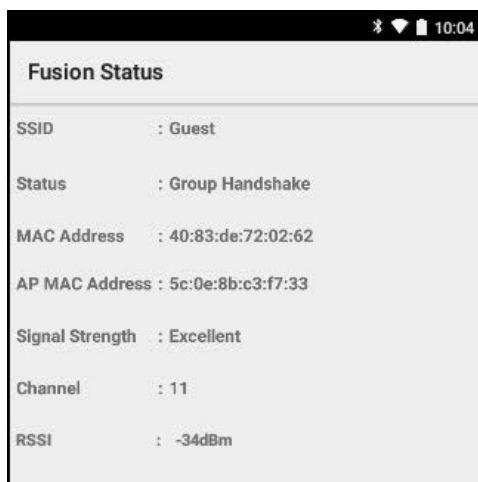 10:04
Fusion Status
SSID : Guest
Status : Group Handshake
MAC Address : 40:83:de:72:02:62
AP MAC Address : 5c:0e:8b:c3:f7:33
Signal Strength : Excellent
Channel : 11
RSSI : -34dBm